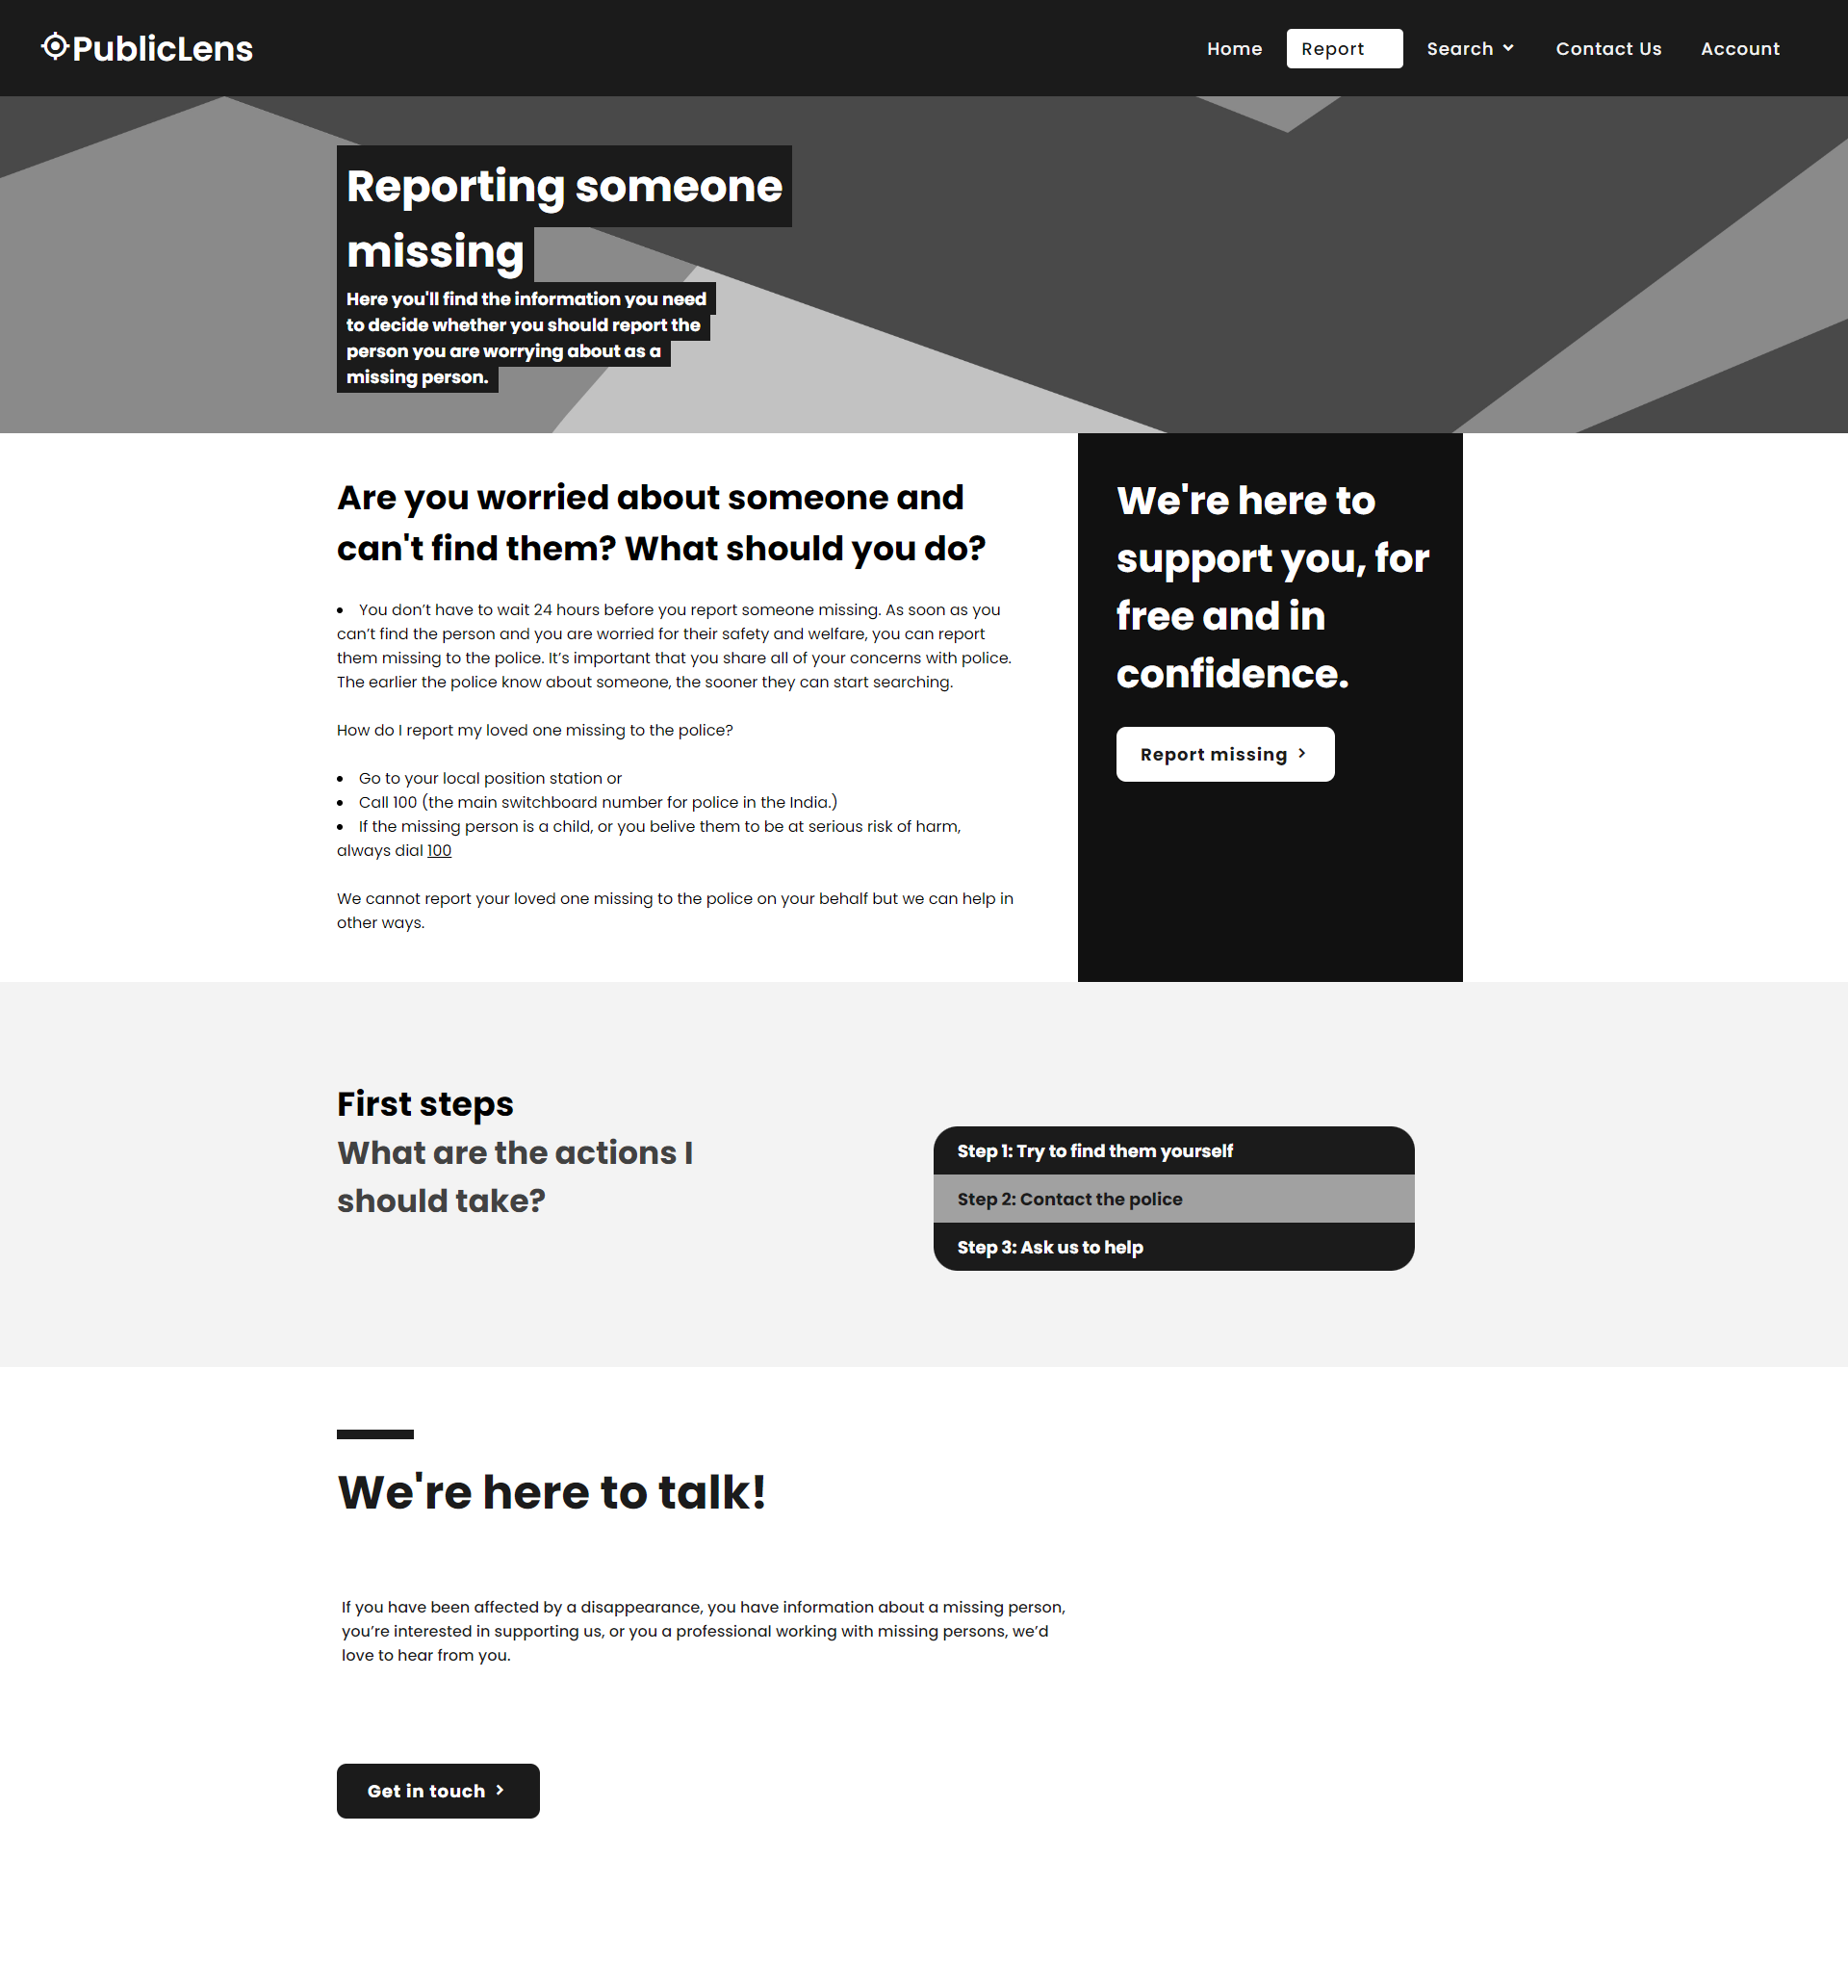 PublicLens
Home
Report
Search
Contact Us
Account
Reporting someone
missing
Here you'll find the information you need
to decide whether you should report the
person you are worrying about as a
missing person.
Are you worried about someone and
can't find them? What should you do?
• You don’t have to wait 24 hours before you report someone missing. As soon as you
can’t find the person and you are worried for their safety and welfare, you can report
them missing to the police. It’s important that you share all of your concerns with police.
The earlier the police know about someone, the sooner they can start searching.
How do I report my loved one missing to the police?
• Go to your local position station or
• Call 100 (the main switchboard number for police in the India.)
• If the missing person is a child, or you belive them to be at serious risk of harm,
always dial 100
We cannot report your loved one missing to the police on your behalf but we can help in
other ways.
We're here to
support you, for
free and in
confidence.
Report missing
First steps
What are the actions I
should take?
Step 1: Try to find them yourself
Step 2: Contact the police
Step 3: Ask us to help
We're here to talk!
If you have been affected by a disappearance, you have information about a missing person,
you’re interested in supporting us, or you a professional working with missing persons, we’d
love to hear from you.
Get in touch